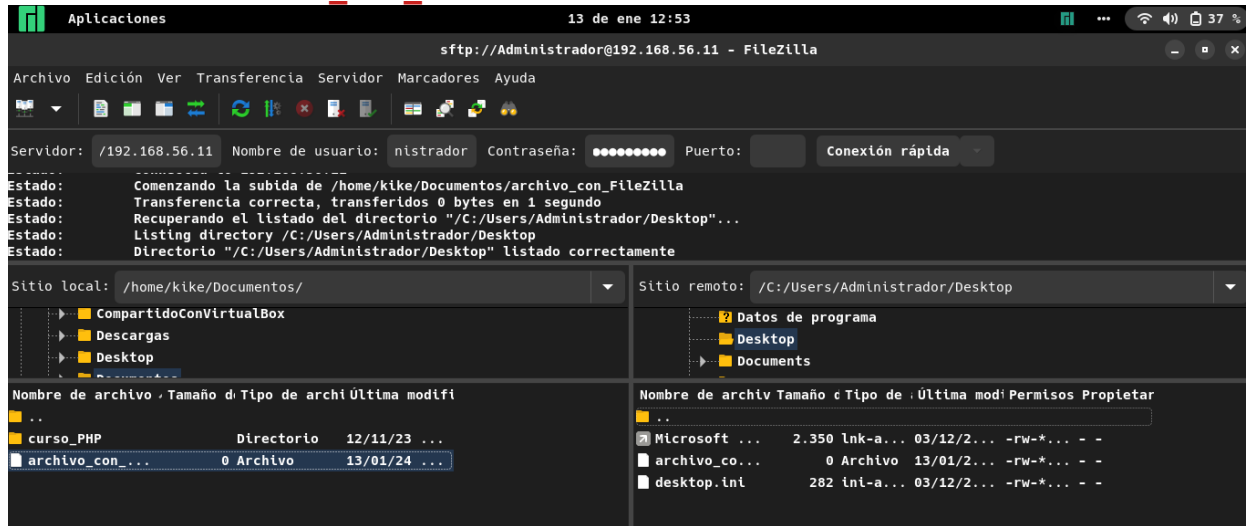 Aplicaciones 13 de ene 12:53 37 %
sftp://Administrador@192.168.56.11 - FileZilla
Archivo Edición Ver Transferencia Servidor Marcadores Ayuda
Servidor: /192.168.56.11 Nombre de usuario: nistrador Contraseña: ●●●●●●●●● Puerto: Conexión rápida
Estado: Comenzando la subida de /home/kike/Documentos/archivo_con_FileZilla
Estado: Transferencia correcta, transferidos 0 bytes en 1 segundo
Estado: Recuperando el listado del directorio "/C:/Users/Administrador/Desktop"...
Estado: Listing directory /C:/Users/Administrador/Desktop
Estado: Directorio "/C:/Users/Administrador/Desktop" listado correctamente
Sitio local: /home/kike/Documentos/
CompartidoConVirtualBox
Descargas
Desktop
Nombre de archivo Tamaño d Tipo de archi Última modifi
..
curso_PHP Directorio 12/11/23 ...
archivo_con_... 0 Archivo 13/01/24 ...
Sitio remoto: /C:/Users/Administrador/Desktop
Datos de programa
Desktop
Documents
Nombre de archiv Tamaño d Tipo de Última modi Permisos Propietar
..
Microsoft ... 2.350 lnk-a... 03/12/2... -rw-*... - -
archivo_co... 0 Archivo 13/01/2... -rw-*... - -
desktop.ini 282 ini-a... 03/12/2... -rw-*... - -